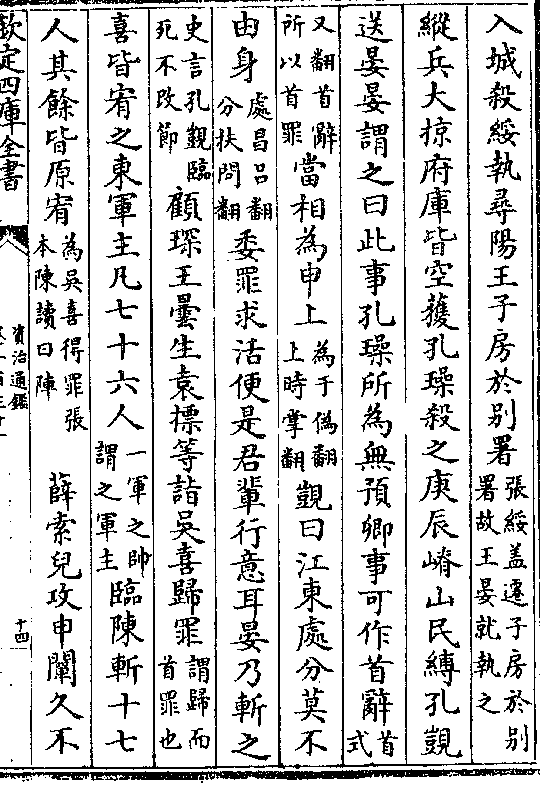 入城殺綏執尋陽王子房於别署張綏盖遷子房於别署故王晏就執之
縱兵大掠府庫皆空獲孔璪殺之庚辰嵴山民縛孔覬
送晏晏謂之曰此事孔璪所為無預卿事可作首辭首式
又翻首辭所以首罪當相為申上為于偽翻上時掌翻覬曰江東處分莫不
由身處昌吕翻分扶問翻委罪求活便是君輩行意耳晏乃斬之
史言孔覬臨死不改節顧琛王曇生袁摽等詣吳喜歸罪謂歸而首罪也
喜皆宥之東軍主凡七十六人一軍之帥謂之軍主臨陳斬十七
人其餘皆原宥為吳喜得罪張本陳讀曰陣薛索兒攻申闡久不
欽定四庫全書
資治通鑑
卷一百三十一
十四